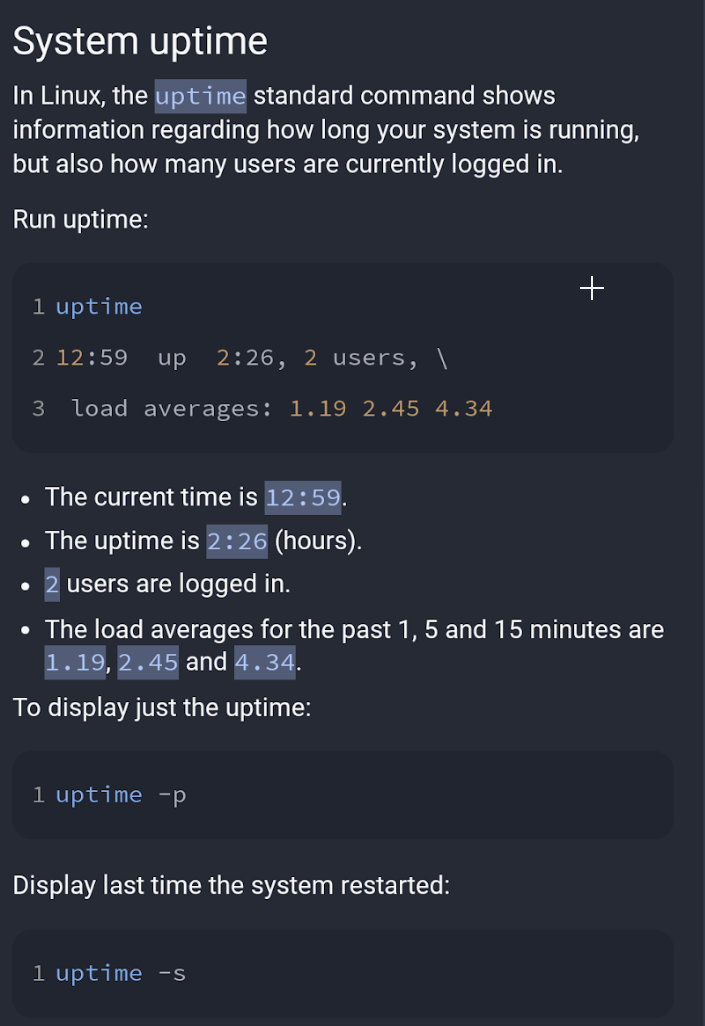 System uptime
In Linux, the uptime standard command shows
information regarding how long your system is running,
but also how many users are currently logged in.
Run uptime:
1 uptime
2 12:59  up  2:26, 2 users, \
3  load averages: 1.19 2.45 4.34
• The current time is 12:59.
• The uptime is 2:26 (hours).
• 2 users are logged in.
• The load averages for the past 1, 5 and 15 minutes are
1.19, 2.45 and 4.34.
To display just the uptime:
1 uptime -p
Display last time the system restarted:
1 uptime -s